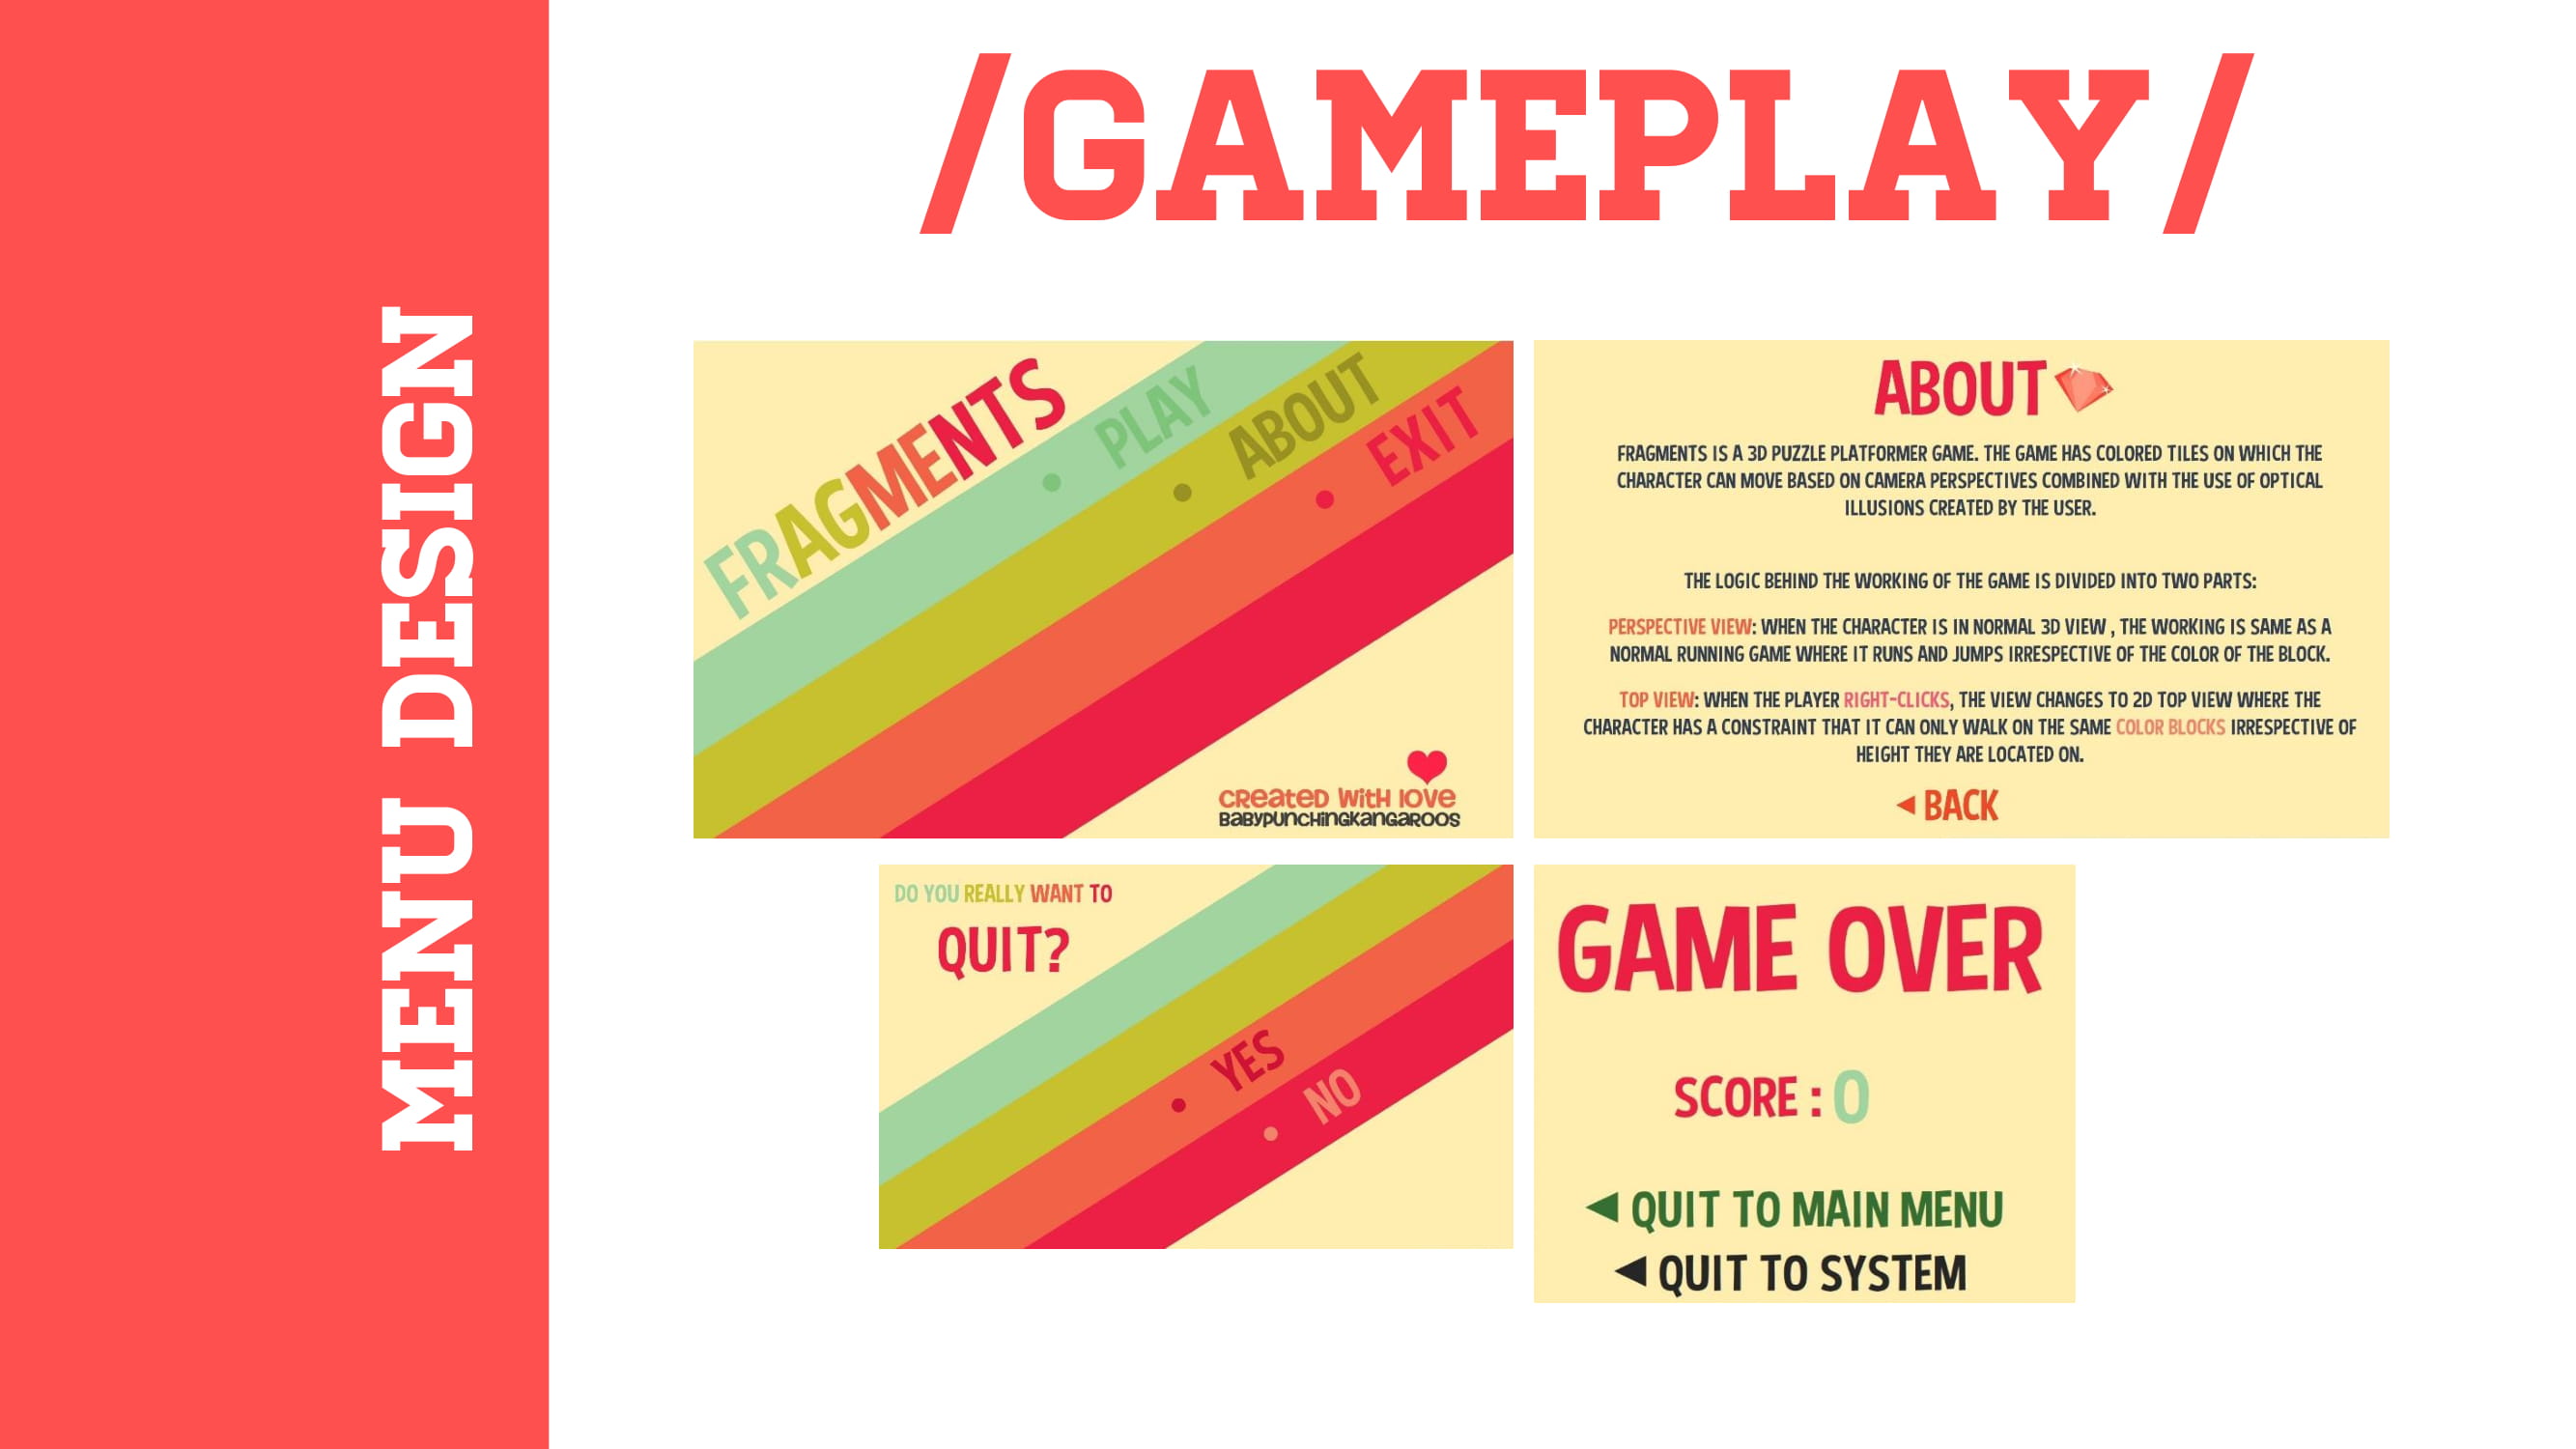 MENU DESIGN
/GAMEPLAY/
FRAGMENTS
• PLAY
• ABOUT
• EXIT
CReateD WitH lOVe
BaBYPUnCHinGKanGaROOS
ABOUT
FRAGMENTS IS A 3D PUZZLE PLATFORMER GAME. THE GAME HAS COLORED TILES ON WHICH THE
CHARACTER CAN MOVE BASED ON CAMERA PERSPECTIVES COMBINED WITH THE USE OF OPTICAL
ILLUSIONS CREATED BY THE USER.
THE LOGIC BEHIND THE WORKING OF THE GAME IS DIVIDED INTO TWO PARTS:
PERSPECTIVE VIEW: WHEN THE CHARACTER IS IN NORMAL 3D VIEW , THE WORKING IS SAME AS A
NORMAL RUNNING GAME WHERE IT RUNS AND JUMPS IRRESPECTIVE OF THE COLOR OF THE BLOCK.
TOP VIEW: WHEN THE PLAYER RIGHT-CLICKS, THE VIEW CHANGES TO 2D TOP VIEW WHERE THE
CHARACTER HAS A CONSTRAINT THAT IT CAN ONLY WALK ON THE SAME COLOR BLOCKS IRRESPECTIVE OF
HEIGHT THEY ARE LOCATED ON.
BACK
DO YOU REALLY WANT TO
QUIT?
• YES
• NO
GAME OVER
SCORE : 0
QUIT TO MAIN MENU
QUIT TO SYSTEM